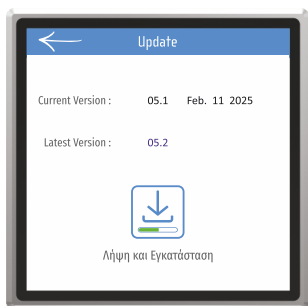 Update
Current Version : 05.1 Feb. 11 2025
Latest Version : 05.2
Λήψη και Εγκατάσταση